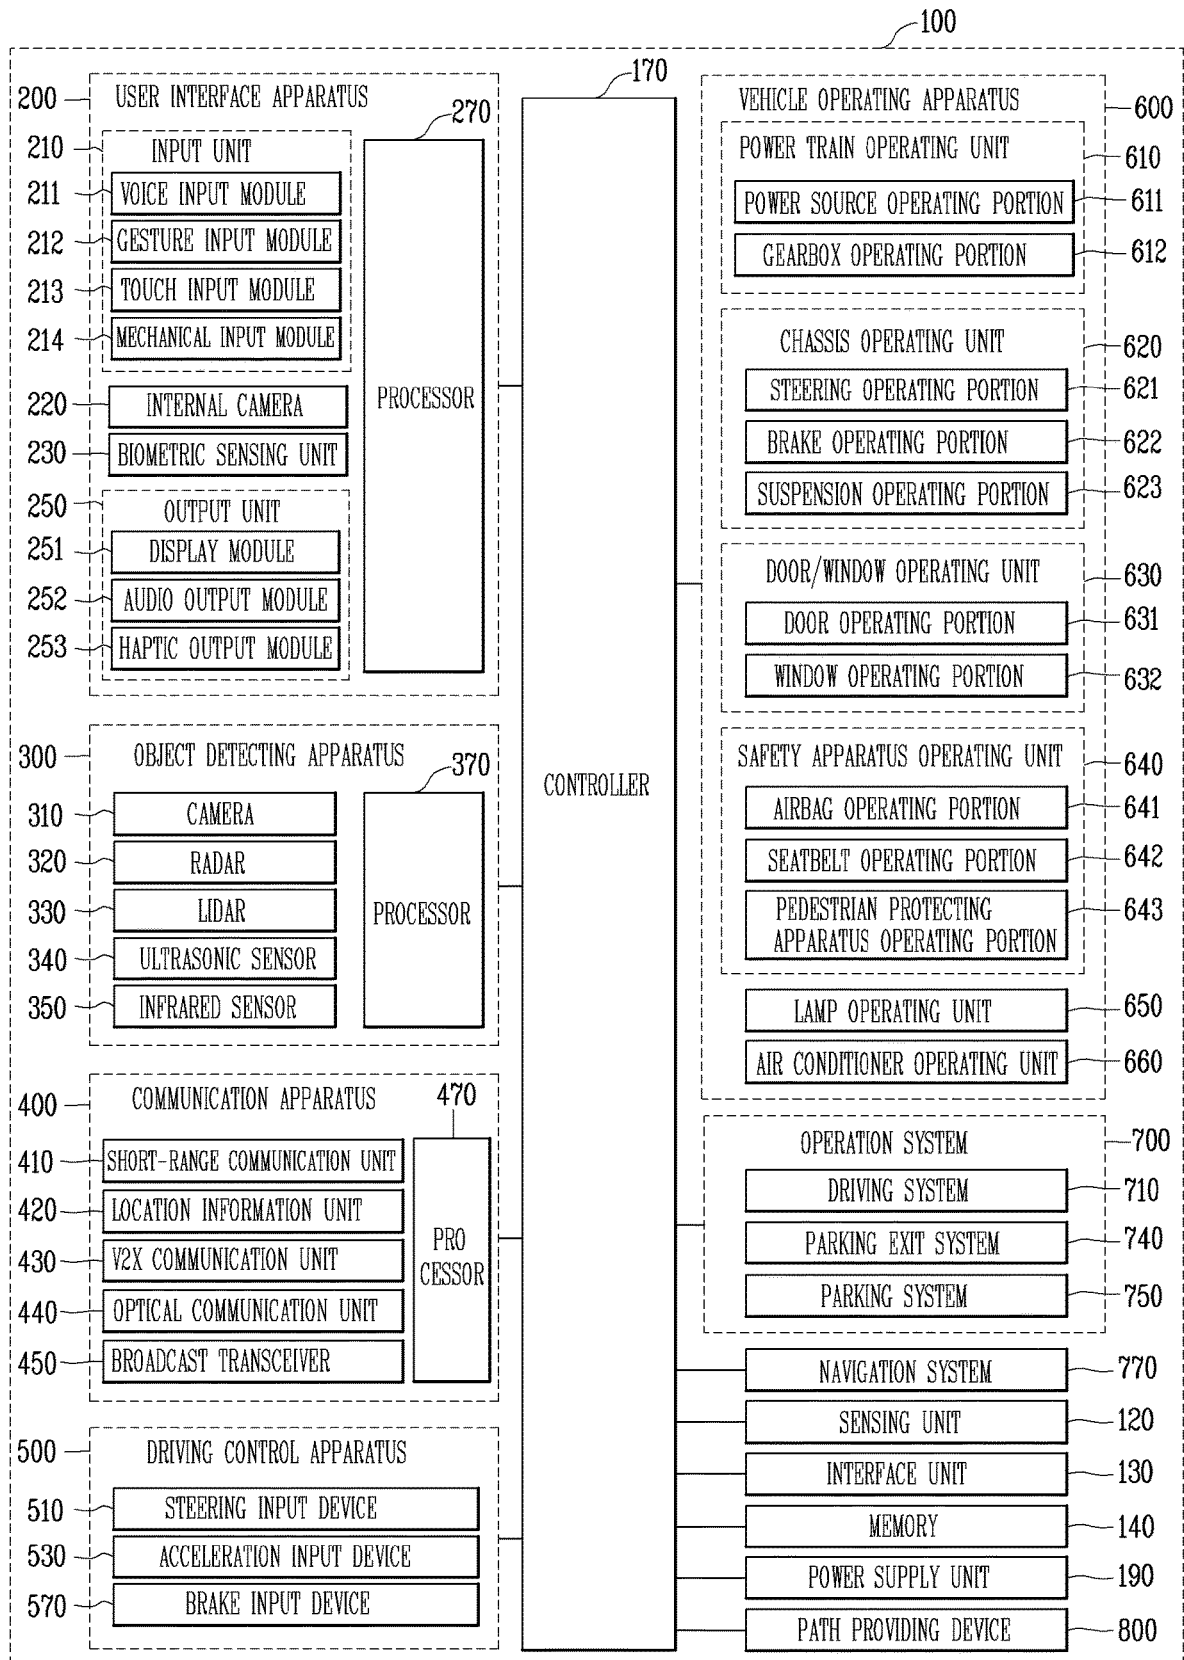 100
170
200
USER INTERFACE APPARATUS
270
210
INPUT UNIT
211
VOICE INPUT MODULE
212
GESTURE INPUT MODULE
213
TOUCH INPUT MODULE
214
MECHANICAL INPUT MODULE
220
INTERNAL CAMERA
230
BIOMETRIC SENSING UNIT
250
OUTPUT UNIT
251
DISPLAY MODULE
252
AUDIO OUTPUT MODULE
253
HAPTIC OUTPUT MODULE
PROCESSOR
300
OBJECT DETECTING APPARATUS
370
310
CAMERA
320
RADAR
330
LIDAR
340
ULTRASONIC SENSOR
350
INFRARED SENSOR
PROCESSOR
400
COMMUNICATION APPARATUS
470
410
SHORT-RANGE COMMUNICATION UNIT
420
LOCATION INFORMATION UNIT
430
V2X COMMUNICATION UNIT
440
OPTICAL COMMUNICATION UNIT
450
BROADCAST TRANSCEIVER
PRO
CESSOR
500
DRIVING CONTROL APPARATUS
510
STEERING INPUT DEVICE
530
ACCELERATION INPUT DEVICE
570
BRAKE INPUT DEVICE
CONTROLLER
VEHICLE OPERATING APPARATUS
600
POWER TRAIN OPERATING UNIT
610
POWER SOURCE OPERATING PORTION
611
GEARBOX OPERATING PORTION
612
CHASSIS OPERATING UNIT
620
STEERING OPERATING PORTION
621
BRAKE OPERATING PORTION
622
SUSPENSION OPERATING PORTION
623
DOOR/WINDOW OPERATING UNIT
630
DOOR OPERATING PORTION
631
WINDOW OPERATING PORTION
632
SAFETY APPARATUS OPERATING UNIT
640
AIRBAG OPERATING PORTION
641
SEATBELT OPERATING PORTION
642
PEDESTRIAN PROTECTING
APPARATUS OPERATING PORTION
643
LAMP OPERATING UNIT
650
AIR CONDITIONER OPERATING UNIT
660
OPERATION SYSTEM
700
DRIVING SYSTEM
710
PARKING EXIT SYSTEM
740
PARKING SYSTEM
750
NAVIGATION SYSTEM
770
SENSING UNIT
120
INTERFACE UNIT
130
MEMORY
140
POWER SUPPLY UNIT
190
PATH PROVIDING DEVICE
800